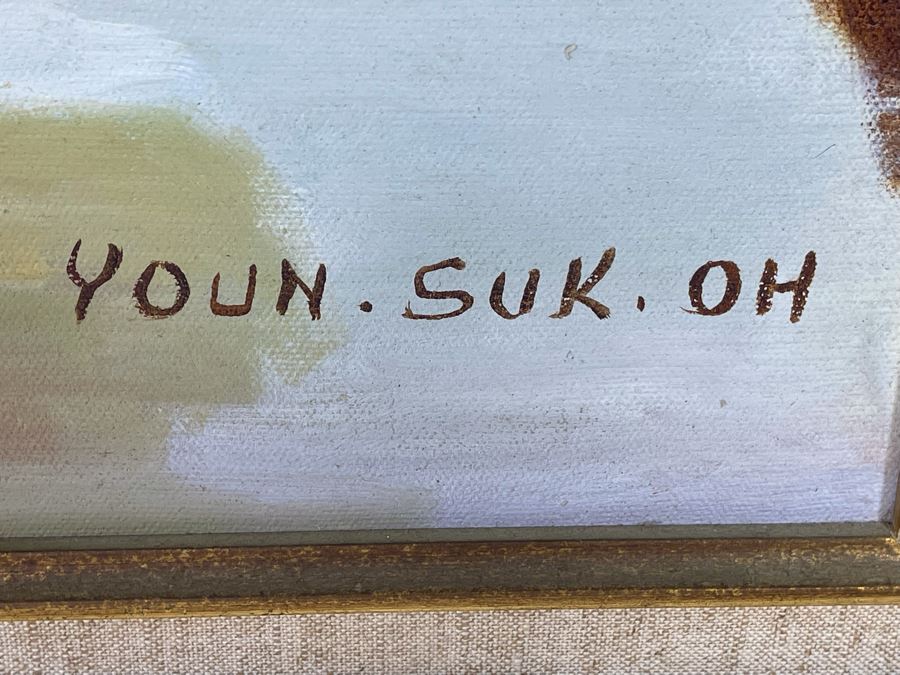 YOUN . SUK . OH